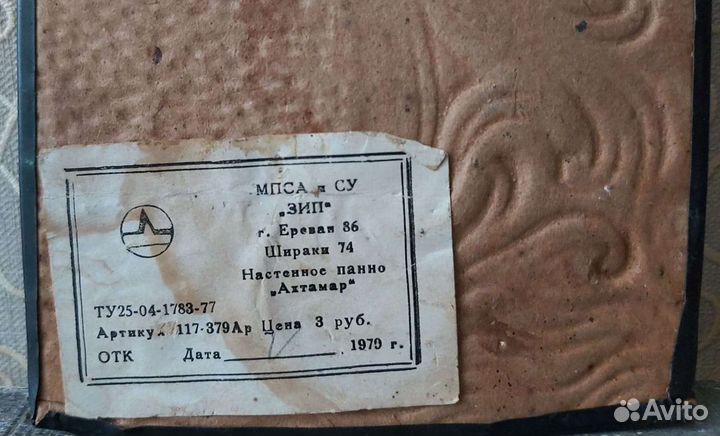 МПСА и СУ
„ЗИП“
г. Ереван 86
Шираки 74
Настенное панно
„Ахтамар“
ТУ25-04-1783-77
Артикул 117-379Ар Цена 3 руб.
ОТК Дата 1979 г.
Avito